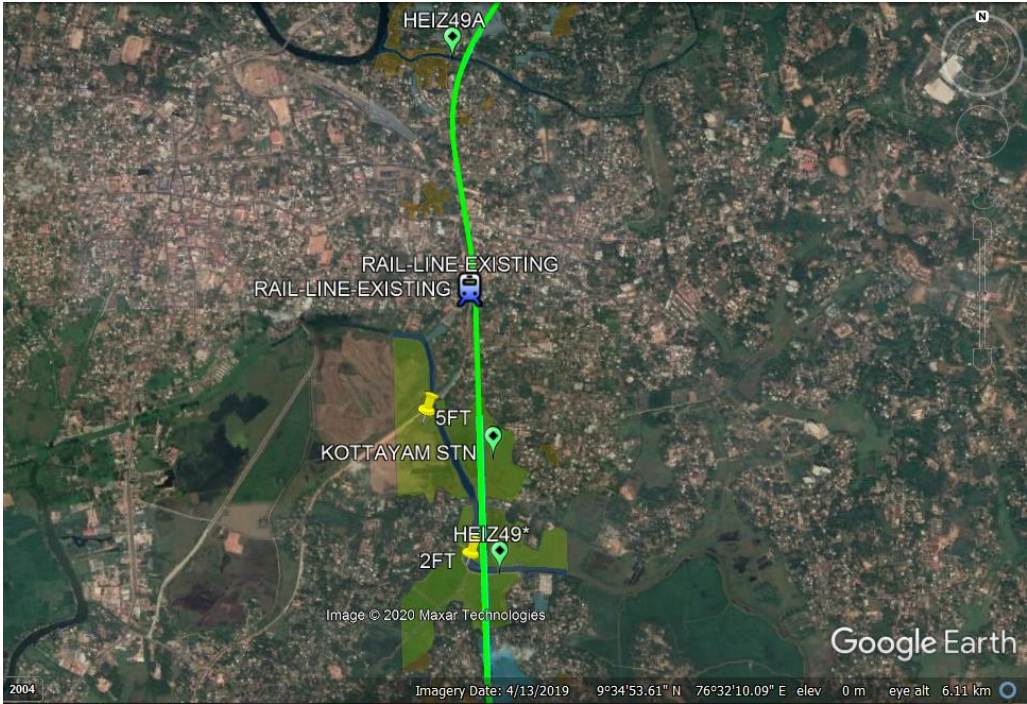 HEIZ49A
N
RAIL-LINE-EXISTING
RAIL-LINE-EXISTING
5FT
KOTTAYAM STN
HEIZ49*
2FT
Image © 2020 Maxar Technologies
Google Earth
2004
Imagery Date: 4/13/2019 9°34'53.61" N 76°32'10.09" E elev 0 m eye alt 6.11 km